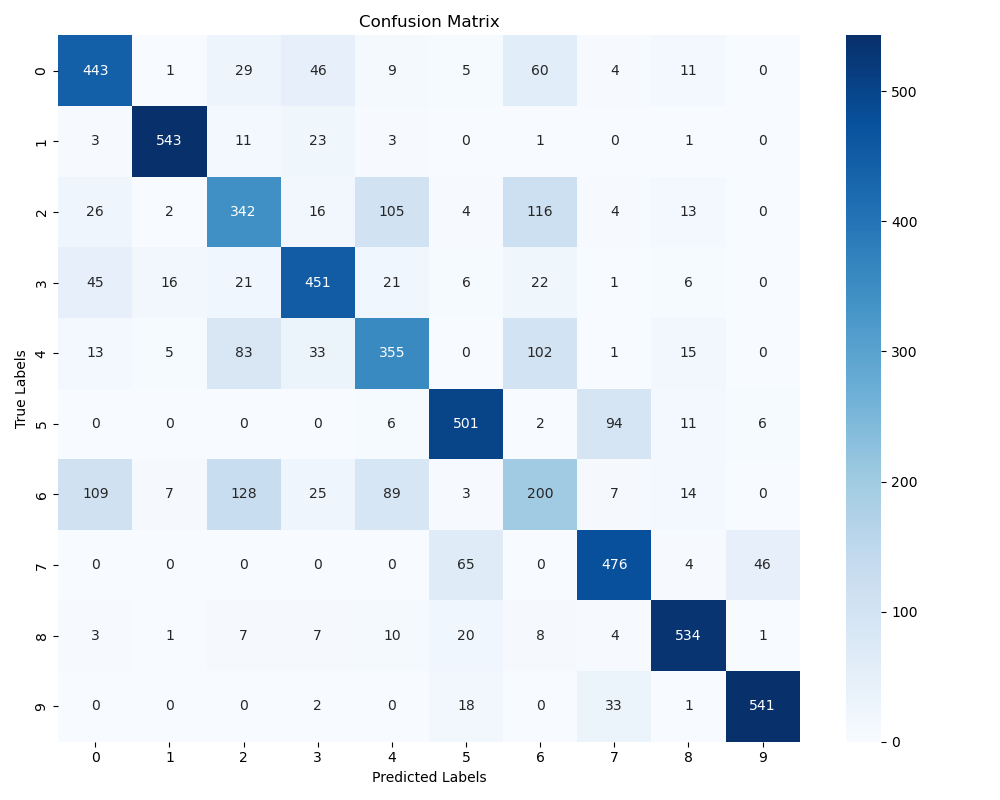 Confusion Matrix
True Labels
0 443 1 29 46 9 5 60 4 11 0
1 3 543 11 23 3 0 1 0 1 0
2 26 2 342 16 105 4 116 4 13 0
3 45 16 21 451 21 6 22 1 6 0
4 13 5 83 33 355 0 102 1 15 0
5 0 0 0 0 6 501 2 94 11 6
6 109 7 128 25 89 3 200 7 14 0
7 0 0 0 0 0 65 0 476 4 46
8 3 1 7 7 10 20 8 4 534 1
9 0 0 0 2 0 18 0 33 1 541
0 1 2 3 4 5 6 7 8 9
Predicted Labels
500
400
300
200
100
0